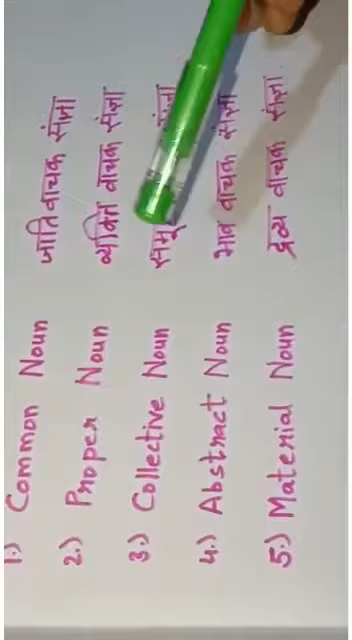 1.) Common Noun जाति वाचक संज्ञा
2.) Proper Noun व्यक्ति वाचक संज्ञा
3.) Collective Noun
4.) Abstract Noun भाव वाचक संज्ञा
5.) Material Noun द्रव्य वाचक संज्ञा